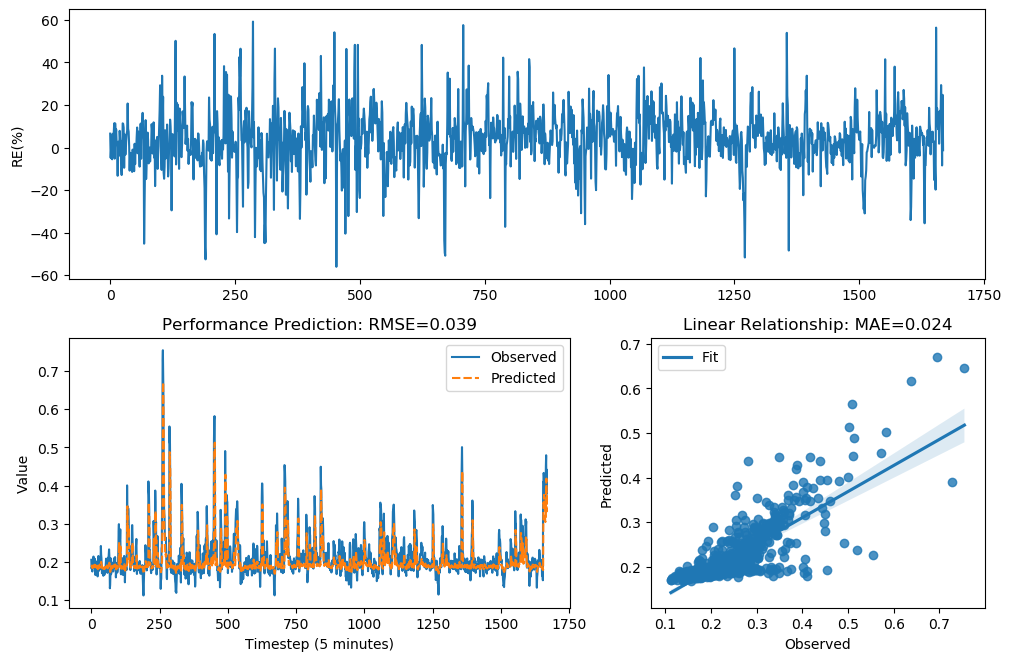 60
40
20
0
−20
−40
−60
RE(%)
0 250 500 750 1000 1250 1500 1750
Performance Prediction: RMSE=0.039
Observed
Predicted
0.7
0.6
0.5
0.4
0.3
0.2
0.1
Value
0 250 500 750 1000 1250 1500 1750
Timestep (5 minutes)
Linear Relationship: MAE=0.024
Fit
0.7
0.6
0.5
0.4
0.3
0.2
Predicted
0.1 0.2 0.3 0.4 0.5 0.6 0.7
Observed